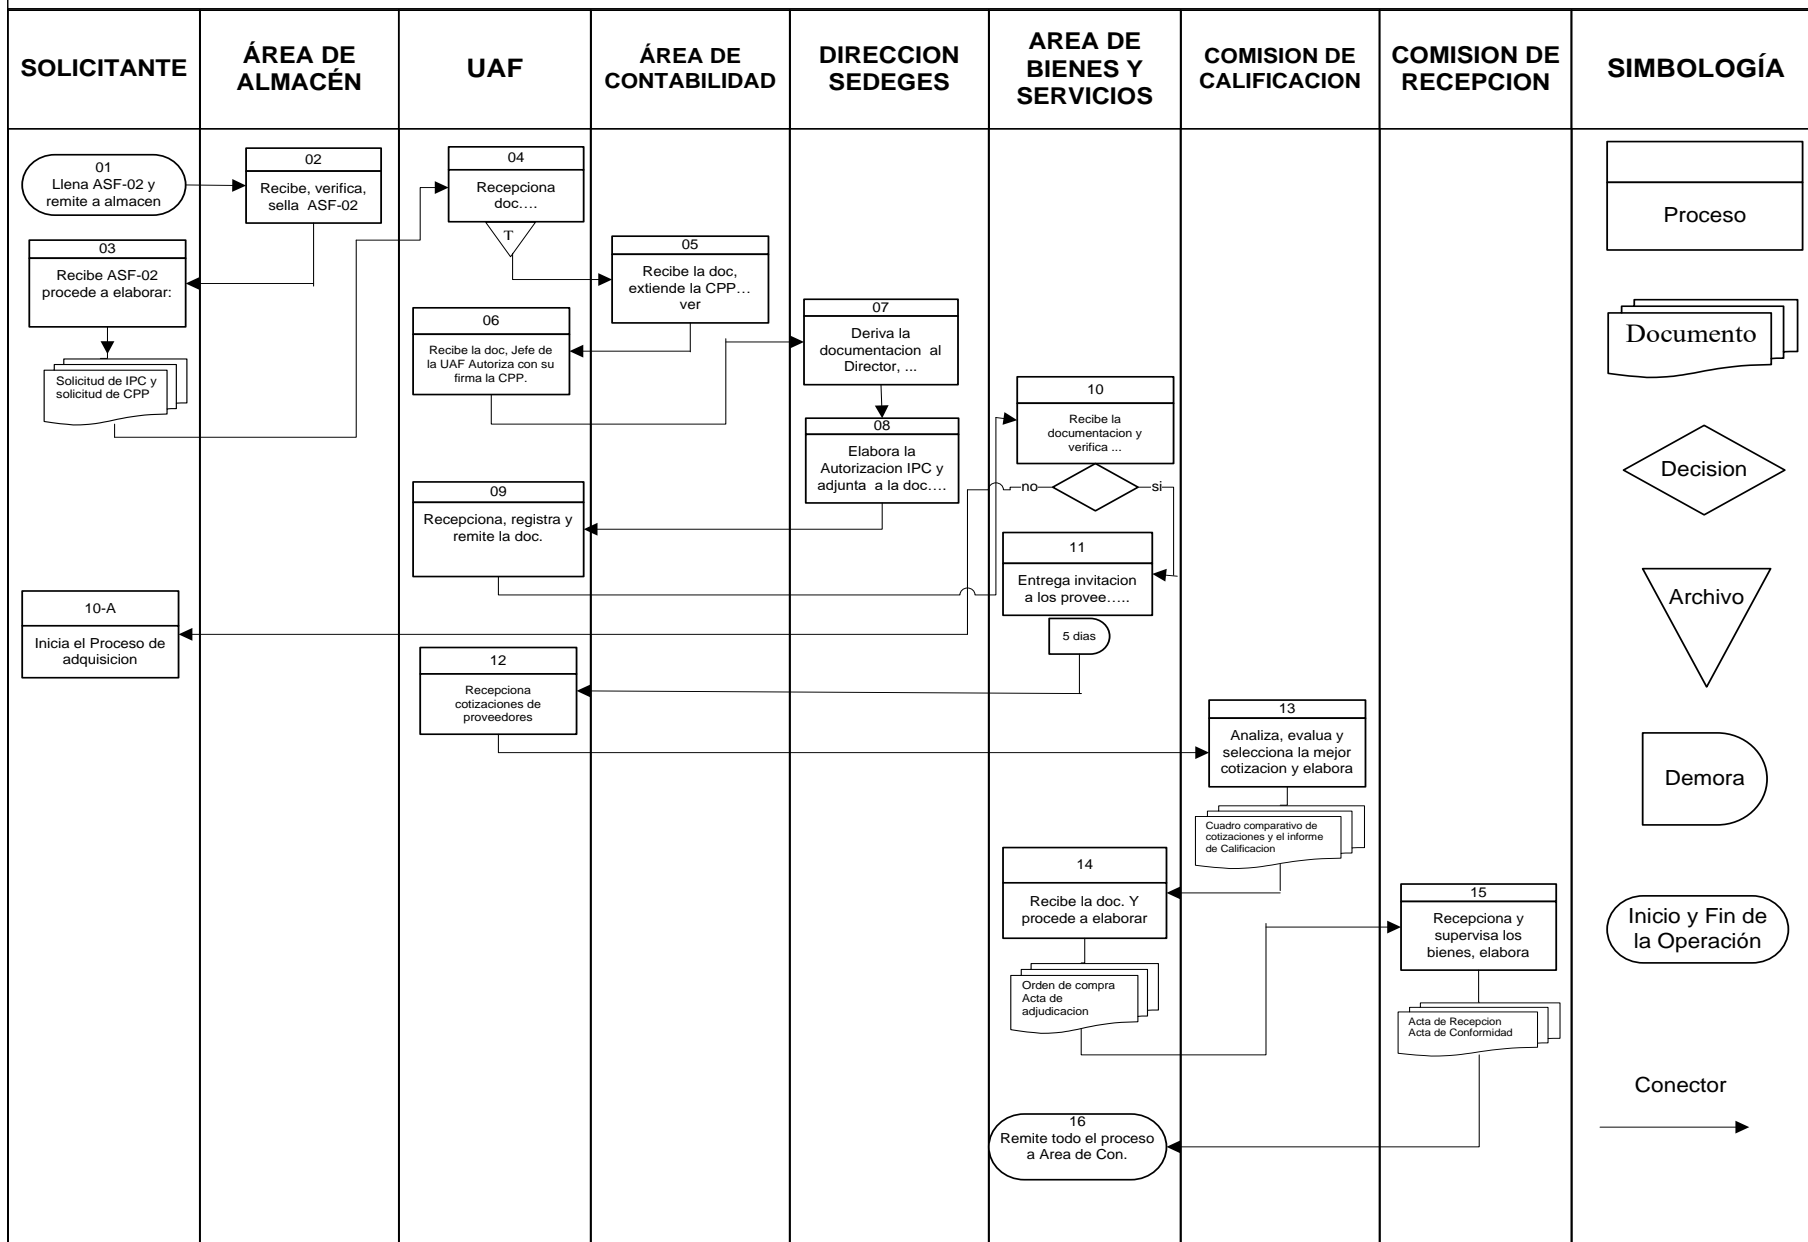 SOLICITANTE
ÁREA DE
ALMACÉN
UAF
ÁREA DE
CONTABILIDAD
DIRECCION
SEDEGES
AREA DE
BIENES Y
SERVICIOS
COMISION DE
CALIFICACION
COMISION DE
RECEPCION
SIMBOLOGÍA
01
Llena ASF-02 y
remite a almacen
02
Recibe, verifica,
sella ASF-02
03
Recibe ASF-02
procede a elaborar:
Solicitud de IPC y
solicitud de CPP
04
Recepciona
doc….
T
05
Recibe la doc,
extiende la CPP…
ver
06
Recibe la doc, Jefe de
la UAF Autoriza con su
firma la CPP.
07
Deriva la
documentacion al
Director, ...
08
Elabora la
Autorizacion IPC y
adjunta a la doc.…
09
Recepciona, registra y
remite la doc.
10
Recibe la
documentacion y
verifica ...
no
si
10-A
Inicia el Proceso de
adquisicion
11
Entrega invitacion
a los provee.….
5 dias
12
Recepciona
cotizaciones de
proveedores
13
Analiza, evalua y
selecciona la mejor
cotizacion y elabora
Cuadro comparativo de
cotizaciones y el informe
de Calificacion
14
Recibe la doc. Y
procede a elaborar
Orden de compra
Acta de
adjudicacion
15
Recepciona y
supervisa los
bienes, elabora
Acta de Recepcion
Acta de Conformidad
16
Remite todo el proceso
a Area de Con.
Proceso
Documento
Decision
Archivo
Demora
Inicio y Fin de
la Operación
Conector